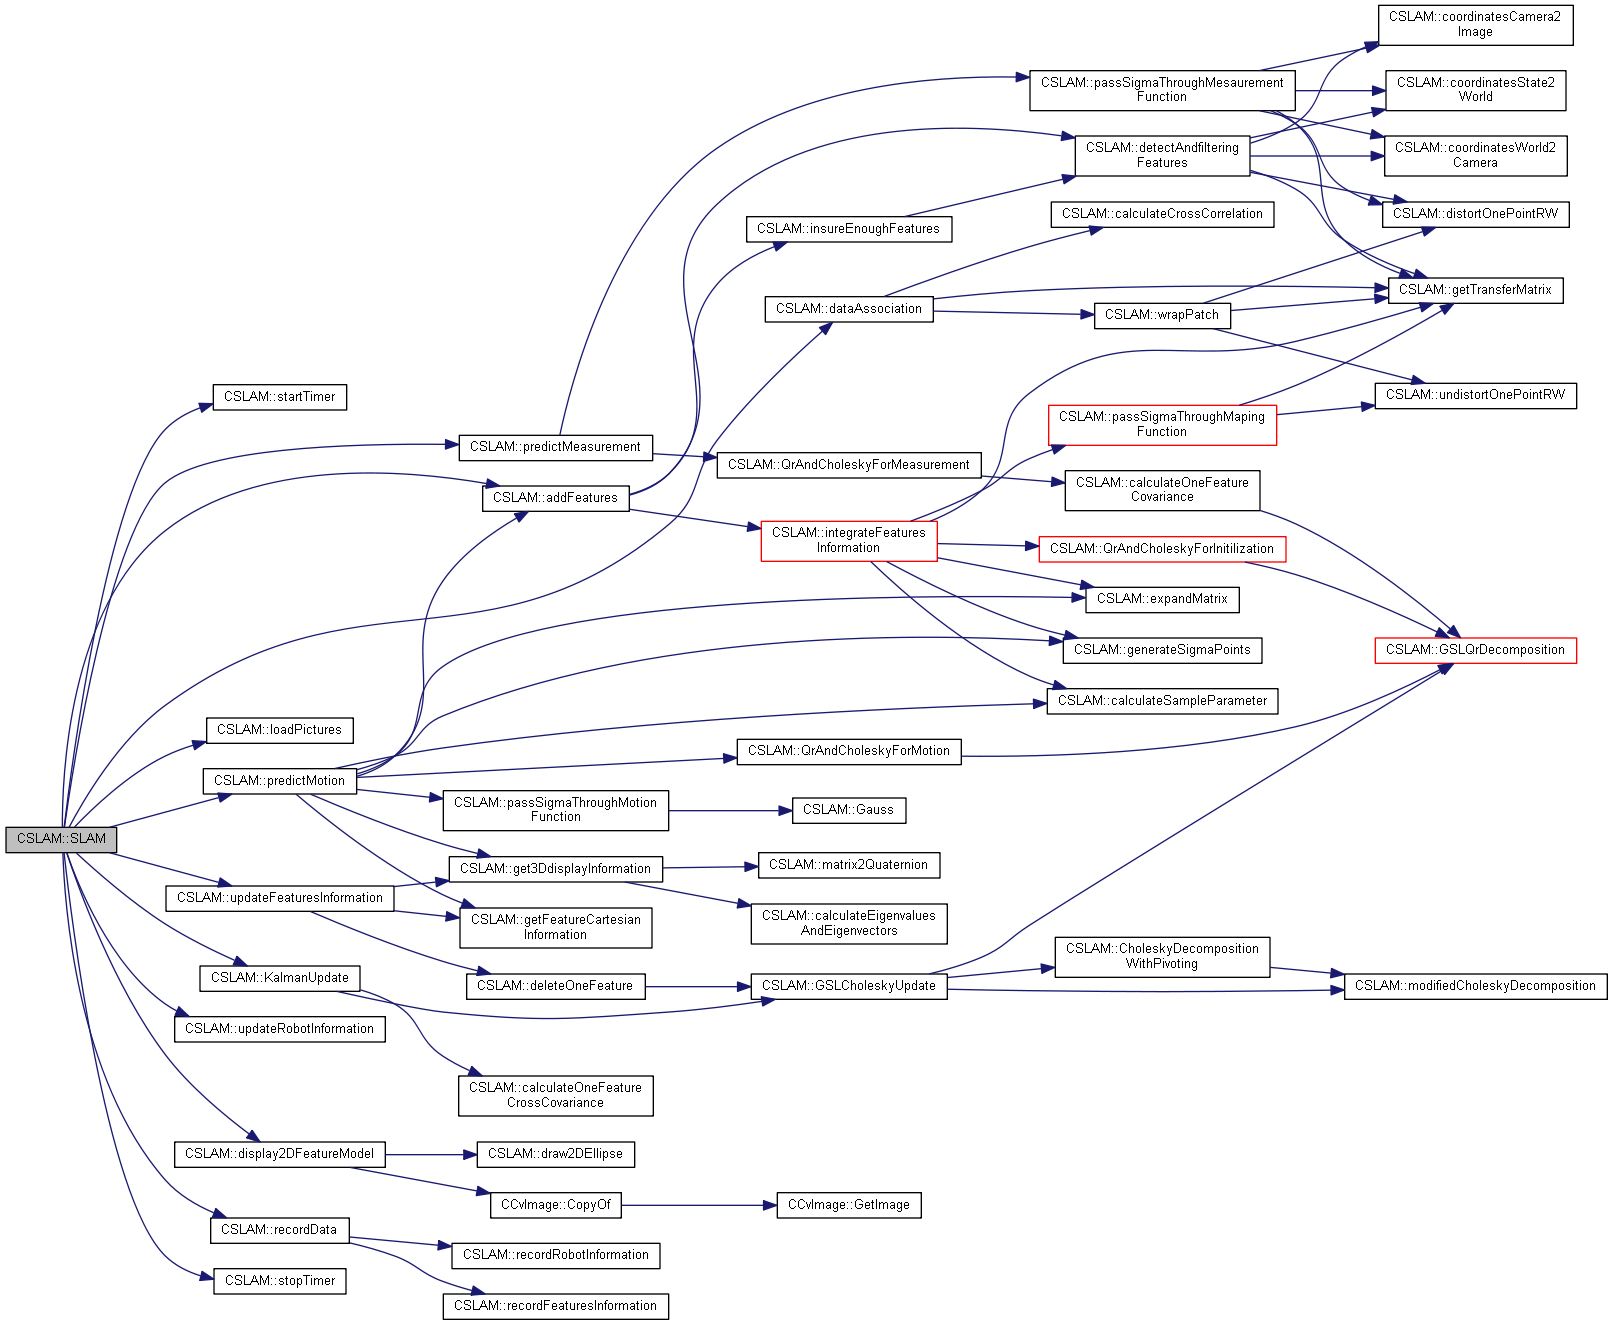 CSLAM::coordinatesCamera2
Image
CSLAM::passSigmaThroughMesaurement
Function
CSLAM::coordinatesState2
World
CSLAM::detectAndfiltering
Features
CSLAM::coordinatesWorld2
Camera
CSLAM::calculateCrossCorrelation
CSLAM::distortOnePointRW
CSLAM::insureEnoughFeatures
CSLAM::getTransferMatrix
CSLAM::dataAssociation
CSLAM::wrapPatch
CSLAM::startTimer
CSLAM::undistortOnePointRW
CSLAM::passSigmaThroughMaping
Function
CSLAM::predictMeasurement
CSLAM::QrAndCholeskyForMeasurement
CSLAM::calculateOneFeature
Covariance
CSLAM::addFeatures
CSLAM::integrateFeatures
Information
CSLAM::QrAndCholeskyForInitilization
CSLAM::expandMatrix
CSLAM::generateSigmaPoints
CSLAM::GSLQrDecomposition
CSLAM::calculateSampleParameter
CSLAM::loadPictures
CSLAM::QrAndCholeskyForMotion
CSLAM::predictMotion
CSLAM::passSigmaThroughMotion
Function
CSLAM::Gauss
CSLAM::SLAM
CSLAM::get3DdisplayInformation
CSLAM::matrix2Quaternion
CSLAM::updateFeaturesInformation
CSLAM::getFeatureCartesian
Information
CSLAM::calculateEigenvalues
AndEigenvectors
CSLAM::CholeskyDecomposition
WithPivoting
CSLAM::KalmanUpdate
CSLAM::deleteOneFeature
CSLAM::GSLCholeskyUpdate
CSLAM::modifiedCholeskyDecomposition
CSLAM::updateRobotInformation
CSLAM::calculateOneFeature
CrossCovariance
CSLAM::display2DFeatureModel
CSLAM::draw2DEllipse
CCvImage::CopyOf
CCvImage::GetImage
CSLAM::recordData
CSLAM::recordRobotInformation
CSLAM::stopTimer
CSLAM::recordFeaturesInformation